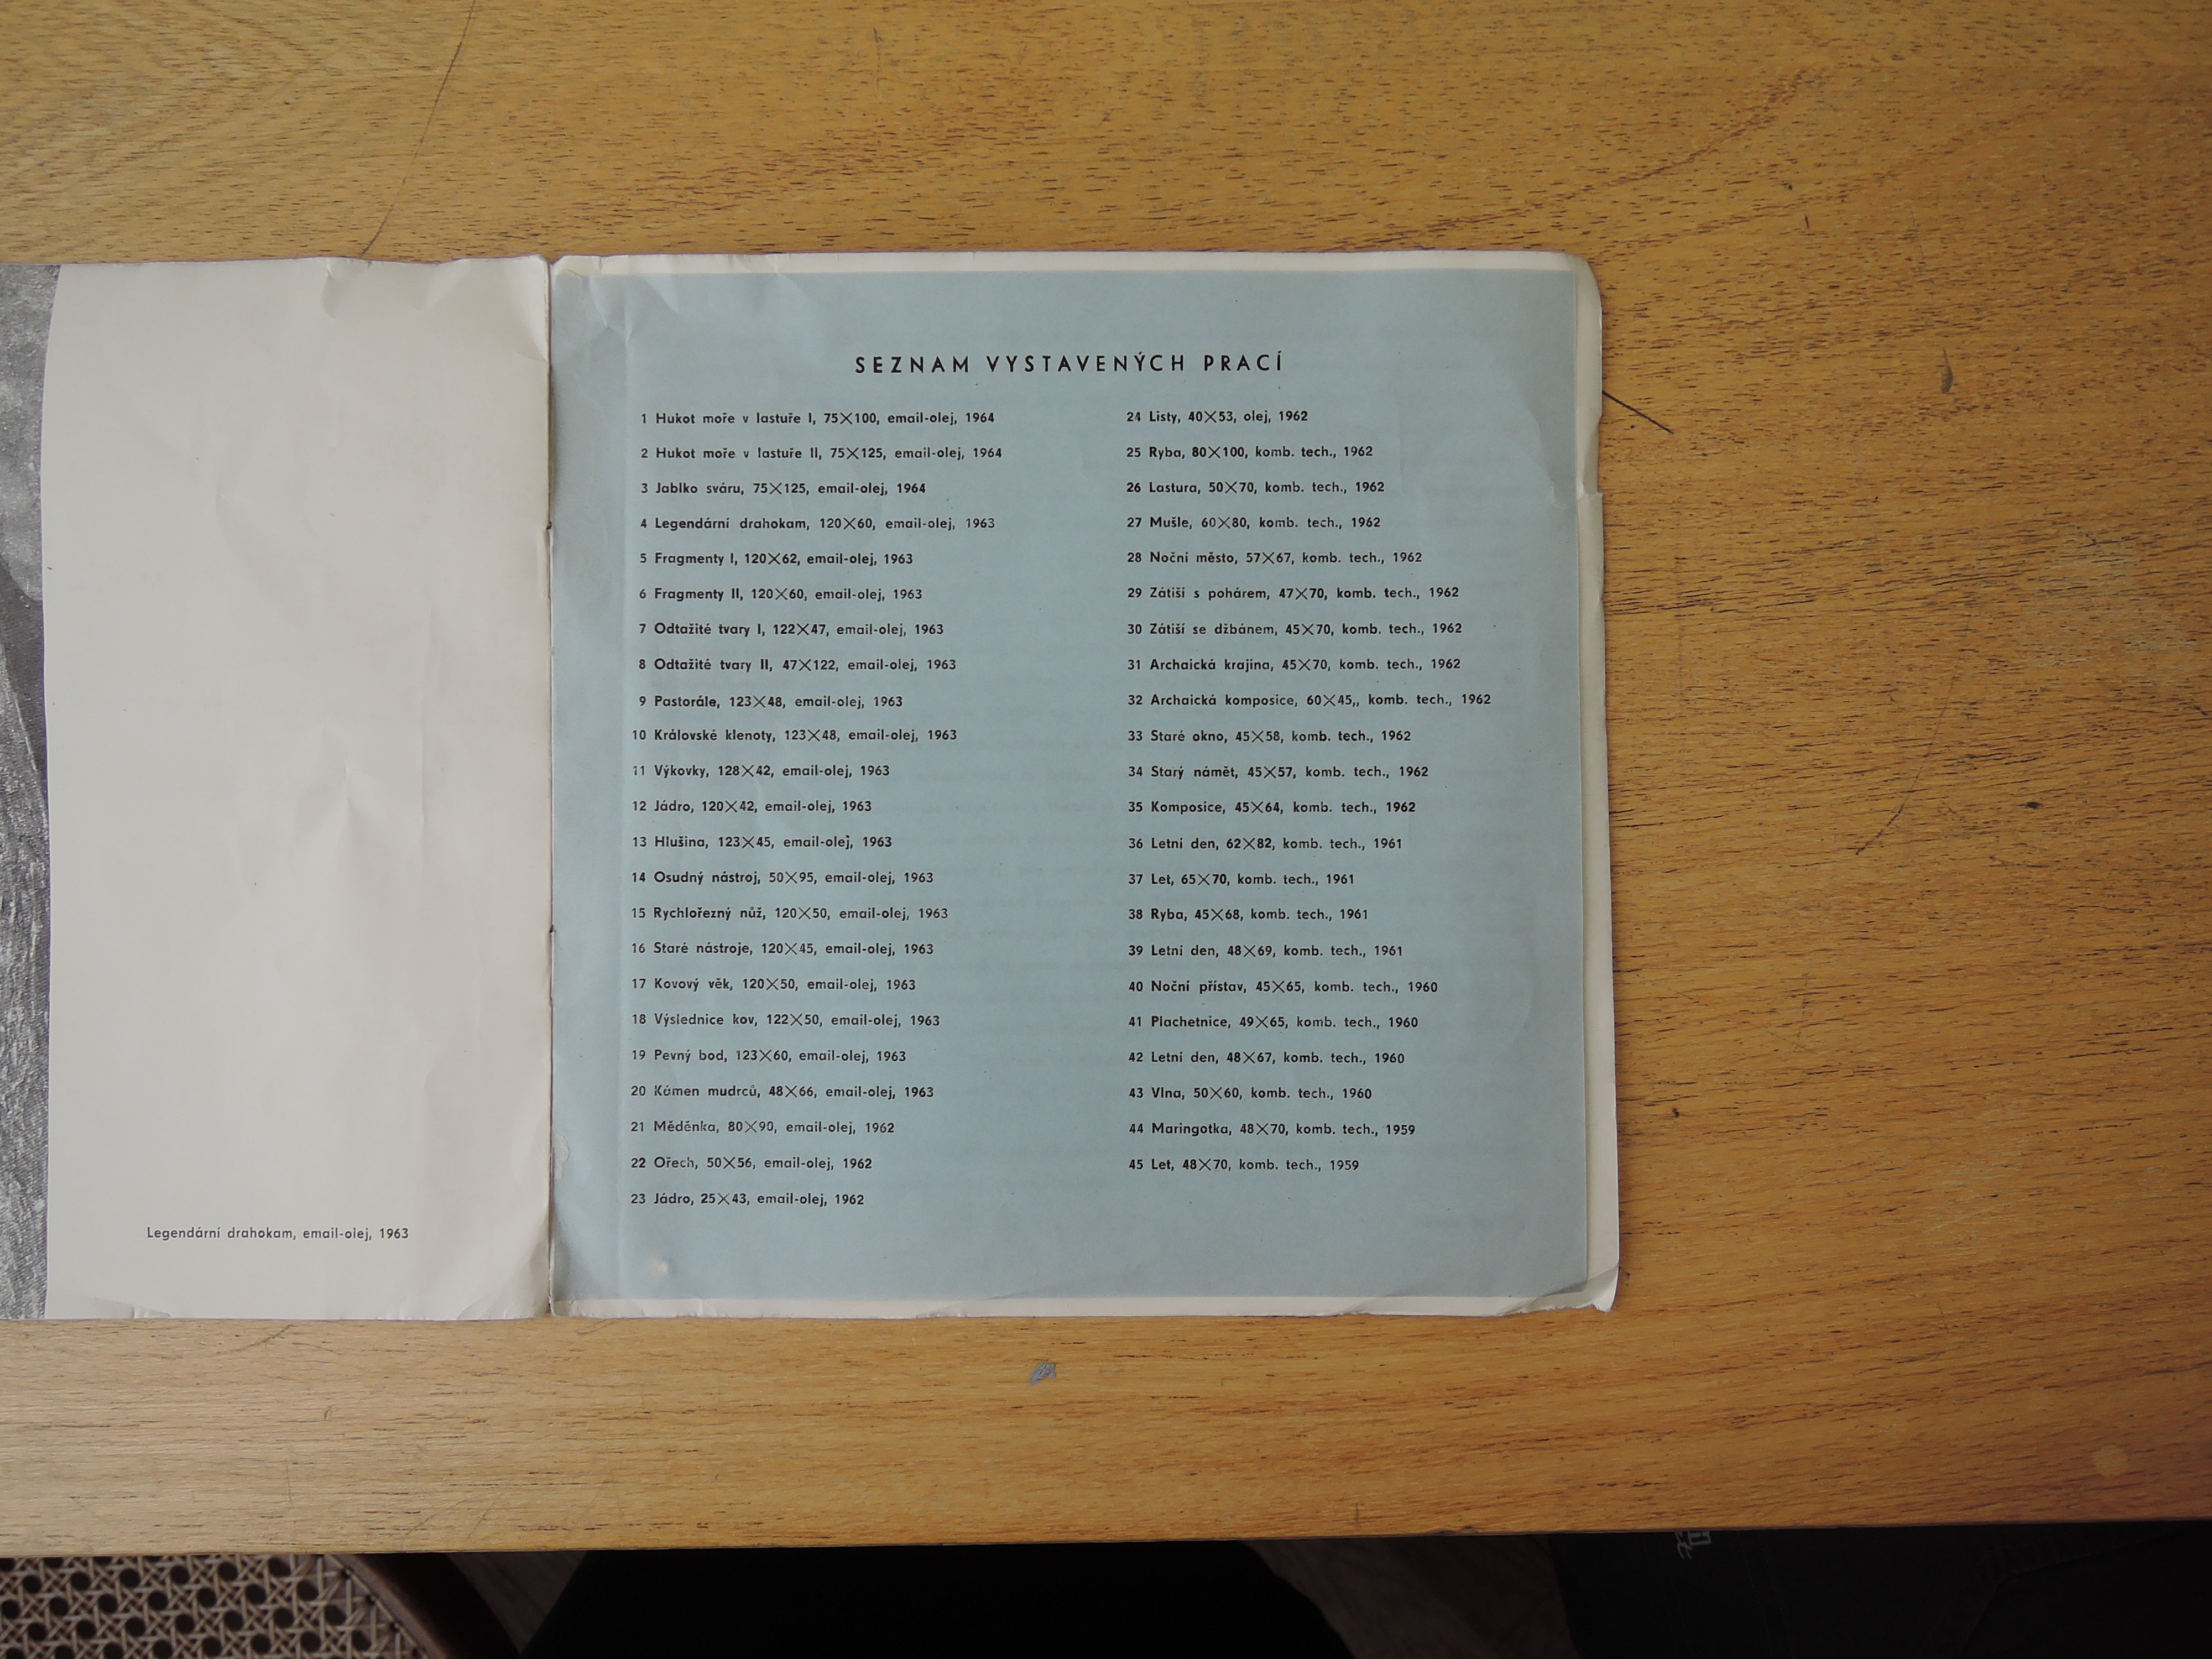 Legendární drahokam, email-olej, 1963
SEZNAM VYSTAVENÝCH PRACÍ
1 Hukot moře v lastuře I, 75×100, email-olej, 1964
2 Hukot moře v lastuře II, 75×125, email-olej, 1964
3 Jablko sváru, 75×125, email-olej, 1964
4 Legendární drahokam, 120×60, email-olej, 1963
5 Fragmenty I, 120×62, email-olej, 1963
6 Fragmenty II, 120×60, email-olej, 1963
7 Odtažité tvary I, 122×47, email-olej, 1963
8 Odtažité tvary II, 47×122, email-olej, 1963
9 Pastorále, 123×48, email-olej, 1963
10 Královské klenoty, 123×48, email-olej, 1963
11 Výkovky, 128×42, email-olej, 1963
12 Jádro, 120×42, email-olej, 1963
13 Hlušina, 123×45, email-olej, 1963
14 Osudný nástroj, 50×95, email-olej, 1963
15 Rychlořezný nůž, 120×50, email-olej, 1963
16 Staré nástroje, 120×45, email-olej, 1963
17 Kovový věk, 120×50, email-olej, 1963
18 Výslednice kov, 122×50, email-olej, 1963
19 Pevný bod, 123×60, email-olej, 1963
20 Kámen mudrců, 48×66, email-olej, 1963
21 Měděnka, 80×90, email-olej, 1962
22 Ořech, 50×56, email-olej, 1962
23 Jádro, 25×43, email-olej, 1962
24 Listy, 40×53, olej, 1962
25 Ryba, 80×100, komb. tech., 1962
26 Lastura, 50×70, komb. tech., 1962
27 Mušle, 60×80, komb. tech., 1962
28 Noční město, 57×67, komb. tech., 1962
29 Zátiší s pohárem, 47×70, komb. tech., 1962
30 Zátiší se džbánem, 45×70, komb. tech., 1962
31 Archaická krajina, 45×70, komb. tech., 1962
32 Archaická komposice, 60×45,, komb. tech., 1962
33 Staré okno, 45×58, komb. tech., 1962
34 Starý námět, 45×57, komb. tech., 1962
35 Komposice, 45×64, komb. tech., 1962
36 Letní den, 62×82, komb. tech., 1961
37 Let, 65×70, komb. tech., 1961
38 Ryba, 45×68, komb. tech., 1961
39 Letní den, 48×69, komb. tech., 1961
40 Noční přístav, 45×65, komb. tech., 1960
41 Plachetnice, 49×65, komb. tech., 1960
42 Letní den, 48×67, komb. tech., 1960
43 Vlna, 50×60, komb. tech., 1960
44 Maringotka, 48×70, komb. tech., 1959
45 Let, 48×70, komb. tech., 1959